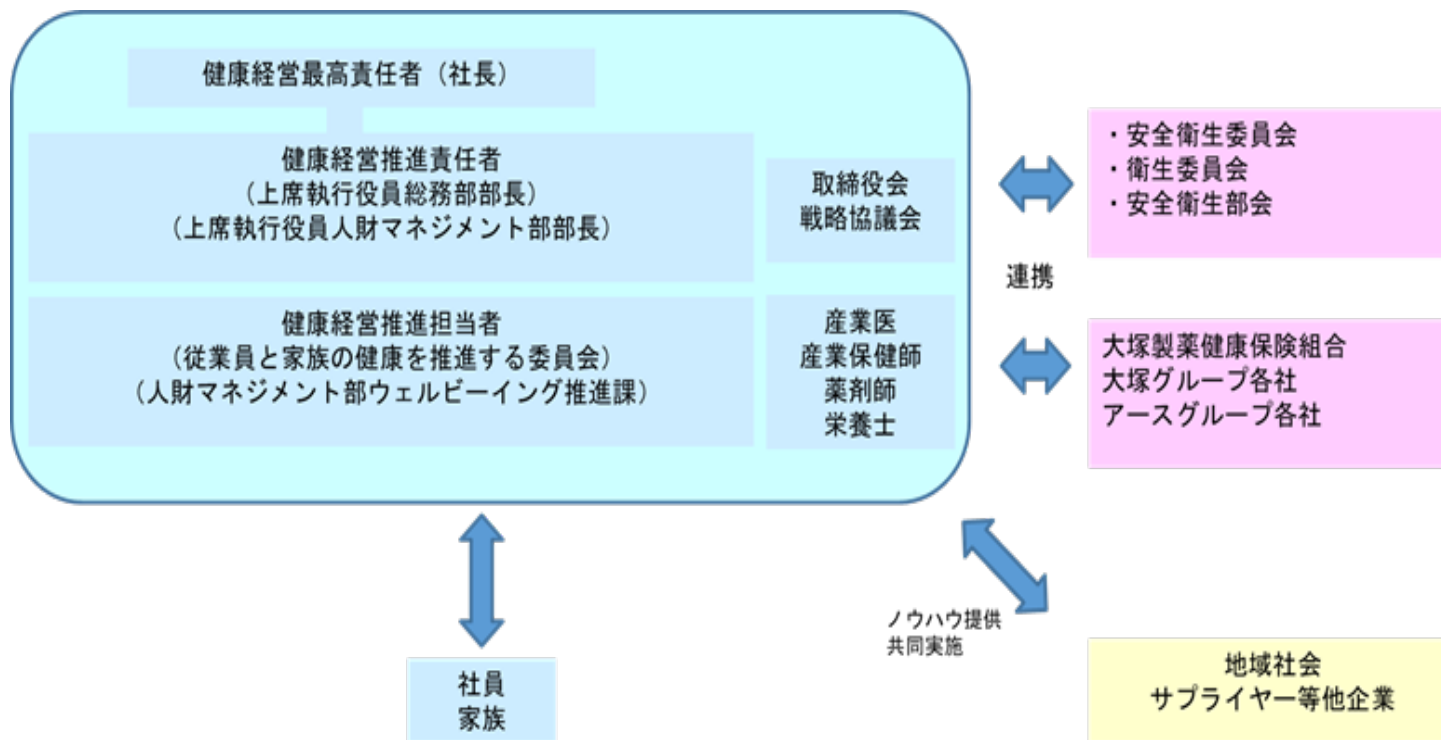 健康経営最高責任者（社長）
健康経営推進責任者
(上席執行役員総務部部長)
(上席執行役員人財マネジメント部部長)
取締役会
戦略協議会
健康経営推進担当者
(従業員と家族の健康を推進する委員会)
(人財マネジメント部ウェルビーイング推進課)
産業医
産業保健師
薬剤師
栄養士
・安全衛生委員会
・衛生委員会
・安全衛生部会
連携
大塚製薬健康保険組合
大塚グループ各社
アースグループ各社
ノウハウ提供
共同実施
社員
家族
地域社会
サプライヤー等他企業